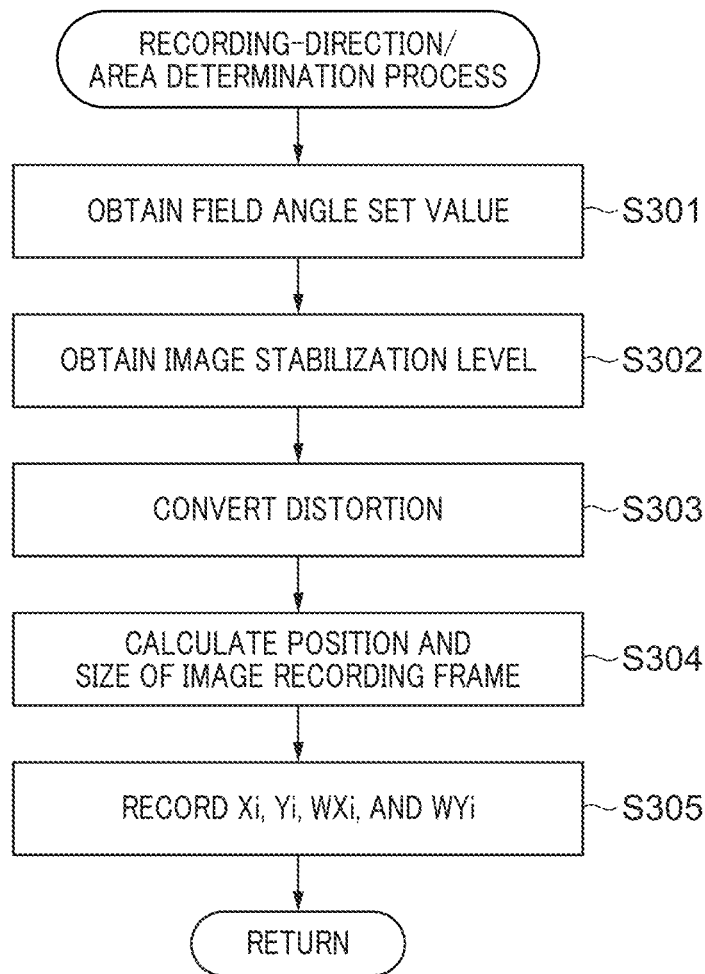 RECORDING-DIRECTION/
AREA DETERMINATION PROCESS
OBTAIN FIELD ANGLE SET VALUE
S301
OBTAIN IMAGE STABILIZATION LEVEL
S302
CONVERT DISTORTION
S303
CALCULATE POSITION AND
SIZE OF IMAGE RECORDING FRAME
S304
RECORD Xi, Yi, WXi, AND WYi
S305
RETURN